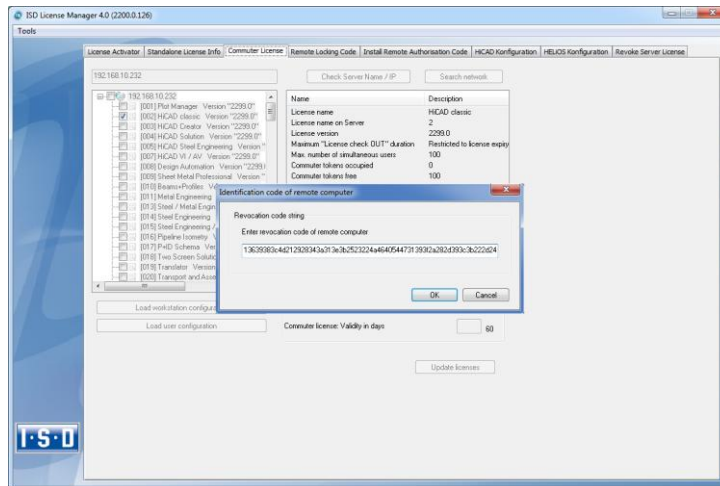 ISD License Manager 4.0 (2200.0.126)
Tools
License Activator Standalone License Info Commuter License Remote Locking Code Install Remote Authorisation Code HiCAD Konfiguration HELiOS Konfiguration Revoke Server License
192.168.10.232 Check Server Name / IP Search network
192.168.10.232
[001] Plot Manager Version "2299.0"
[002] HiCAD classic Version "2299.0"
[003] HiCAD Creator Version "2299.0"
[004] HiCAD Solution Version "2299.0"
[005] HiCAD Steel Engineering Version "
[007] HiCAD VI / AV Version "2299.0"
[008] Design Automation Version "2299.
[009] Sheet Metal Professional Version "
[010] Beams+Profiles
[011] Metal Engineering
[013] Steel / Metal
[014] Steel Engineering
[015] Steel Engineering /
[016] Pipeline Isometry
[017] P+ID Schema
[018] Two Screen
[019] Translator Version
[020] Transport and
Name Description
License name HiCAD classic
License name on Server 2
License version 2299.0
Maximum "License check OUT" duration Restricted to license expiry
Max. number of simultaneous users 100
Commuter tokens occupied 0
Commuter tokens free 100
Identification code of remote computer
Revocation code string
Enter revocation code of remote computer
OK Cancel
Load workstation
Load user configuration
Commuter license: Validity in days 60
Update licenses
I·S·D